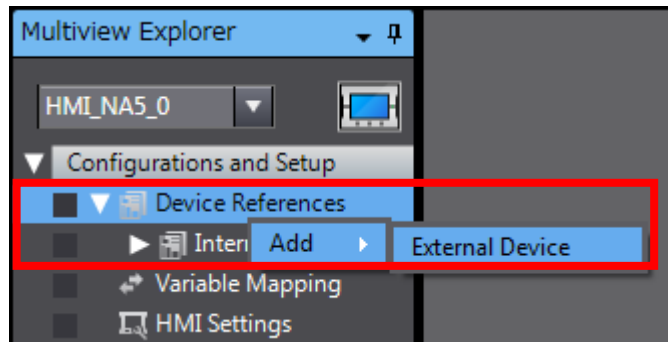 Multiview Explorer
HMI_NA5_0
Configurations and Setup
Device References
Add
External Device
Variable Mapping
HMI Settings